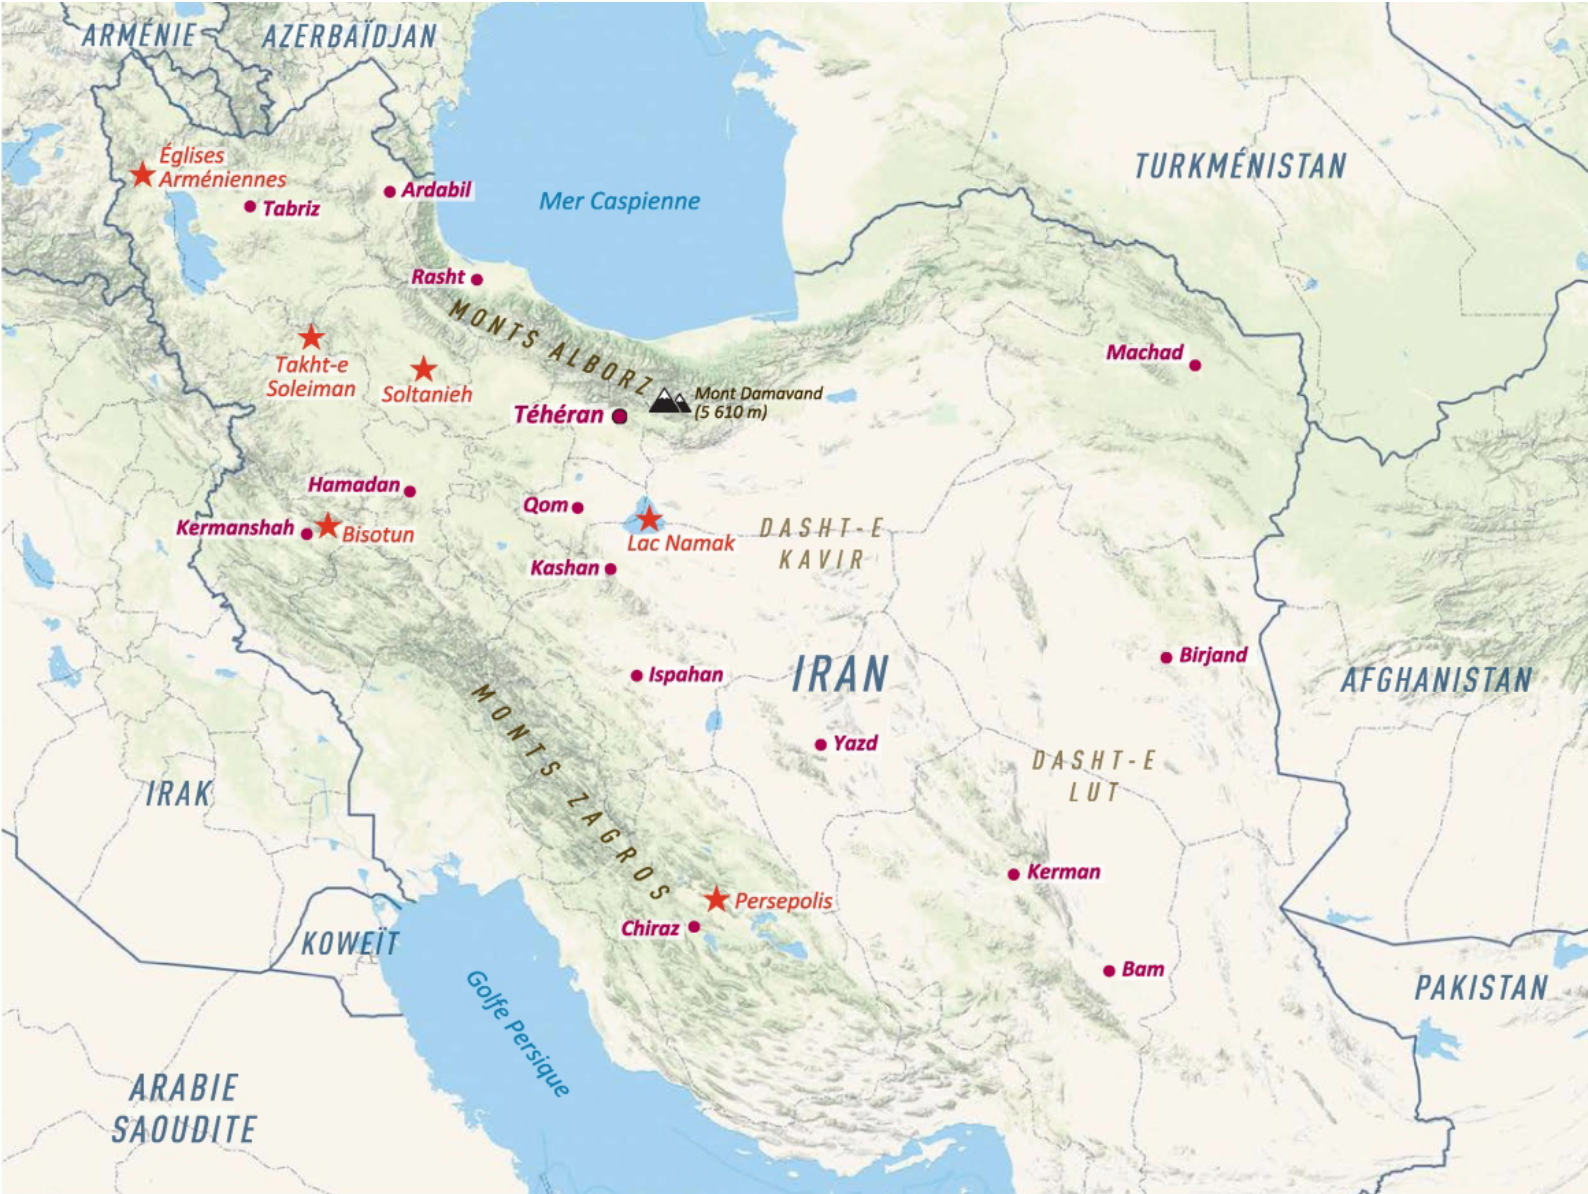 ARMÉNIE
AZERBAÏDJAN
Églises
Arméniennes
Tabriz
Ardabil
Mer Caspienne
TURKMÉNISTAN
Rasht
MONTS ALBORZ
Takht-e
Soleiman
Soltanieh
Machad
Mont Damavand
(5 610 m)
Téhéran
Hamadan
Kermanshah
Bisotun
Qom
Lac Namak
DASHT-E
KAVIR
Kashan
Ispahan
IRAN
Birjand
AFGHANISTAN
MONTS ZAGROS
Yazd
DASHT-E
LUT
IRAK
Kerman
Persepolis
Chiraz
KOWEÏT
Bam
PAKISTAN
Golfe Persique
ARABIE
SAOUDITE